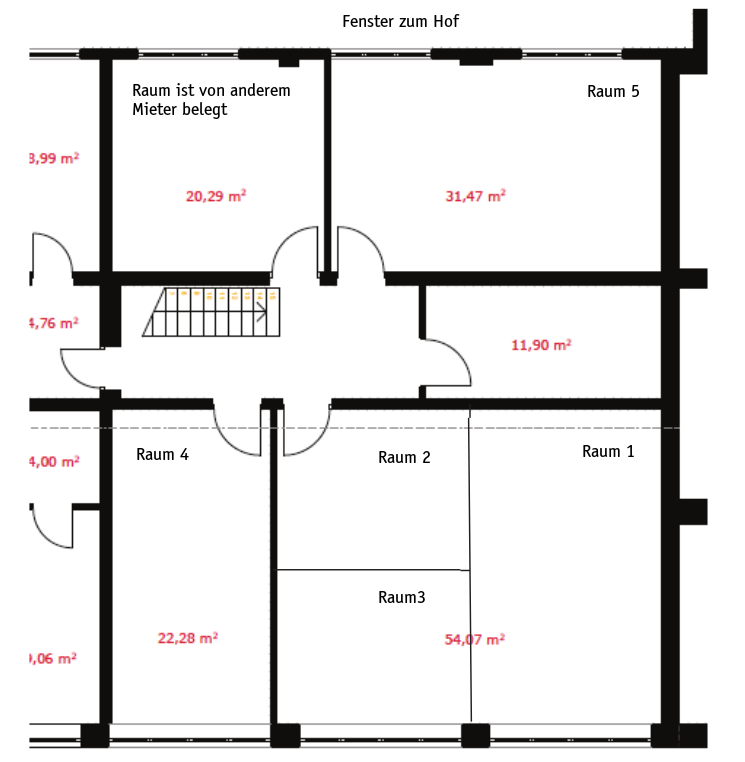 Fenster zum Hof
Raum ist von anderem
Mieter belegt
Raum 5
8,99 m²
20,29 m²
31,47 m²
4,76 m²
11,90 m²
4,00 m²
Raum 4
Raum 2
Raum 1
Raum3
22,28 m²
54,07 m²
,06 m²